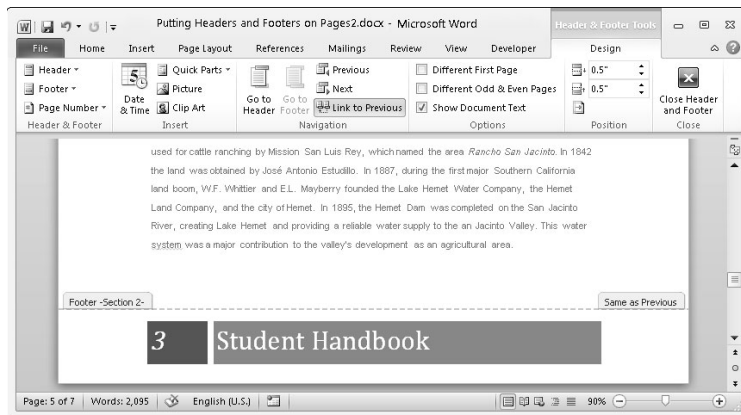 Putting Headers and Footers on Pages2.docx - Microsoft Word
Header & Footer Tools
File Home Insert Page Layout References Mailings Review View Developer Design
Header Quick Parts Previous Different First Page 0.5"
Footer Picture Next Different Odd & Even Pages 0.5"
Page Number Date & Time Clip Art Go to Header Go to Footer Link to Previous Show Document Text Close Header and Footer
Header & Footer Insert Navigation Options Position Close
used for cattle ranching by Mission San Luis Rey, which named the area Rancho San Jacinto. In 1842
the land was obtained by José Antonio Estudillo. In 1887, during the first major Southern California
land boom, W.F. Whittier and E.L. Mayberry founded the Lake Hemet Water Company, the Hemet
Land Company, and the city of Hemet. In 1895, the Hemet Dam was completed on the San Jacinto
River, creating Lake Hemet and providing a reliable water supply to the an Jacinto Valley. This water
system was a major contribution to the valley's development as an agricultural area.
Footer -Section 2- Same as Previous
3 Student Handbook
Page: 5 of 7 Words: 2,095 English (U.S.) 90%